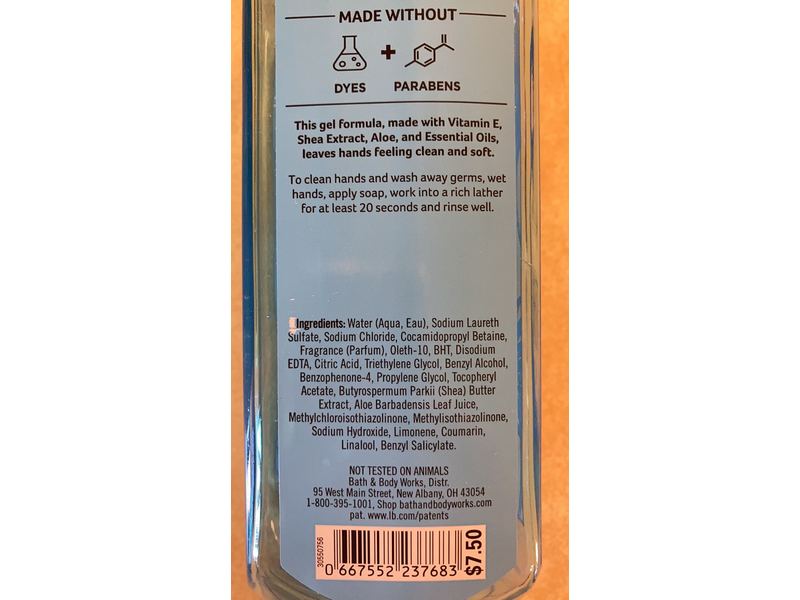 MADE WITHOUT
DYES + PARABENS
This gel formula, made with Vitamin E,
Shea Extract, Aloe, and Essential Oils,
leaves hands feeling clean and soft.
To clean hands and wash away germs, wet
hands, apply soap, work into a rich lather
for at least 20 seconds and rinse well.
Ingredients: Water (Aqua, Eau), Sodium Laureth
Sulfate, Sodium Chloride, Cocamidopropyl Betaine,
Fragrance (Parfum), Oleth-10, BHT, Disodium
EDTA, Citric Acid, Triethylene Glycol, Benzyl Alcohol,
Benzophenone-4, Propylene Glycol, Tocopheryl
Acetate, Butyrospermum Parkii (Shea) Butter
Extract, Aloe Barbadensis Leaf Juice,
Methylchloroisothiazolinone, Methylisothiazolinone,
Sodium Hydroxide, Limonene, Coumarin,
Linalool, Benzyl Salicylate.
NOT TESTED ON ANIMALS
Bath & Body Works, Distr.
95 West Main Street, New Albany, OH 43054
1-800-395-1001, Shop bathandbodyworks.com
pat. www.lb.com/patents
30550756
0 667552 237683
$7.50